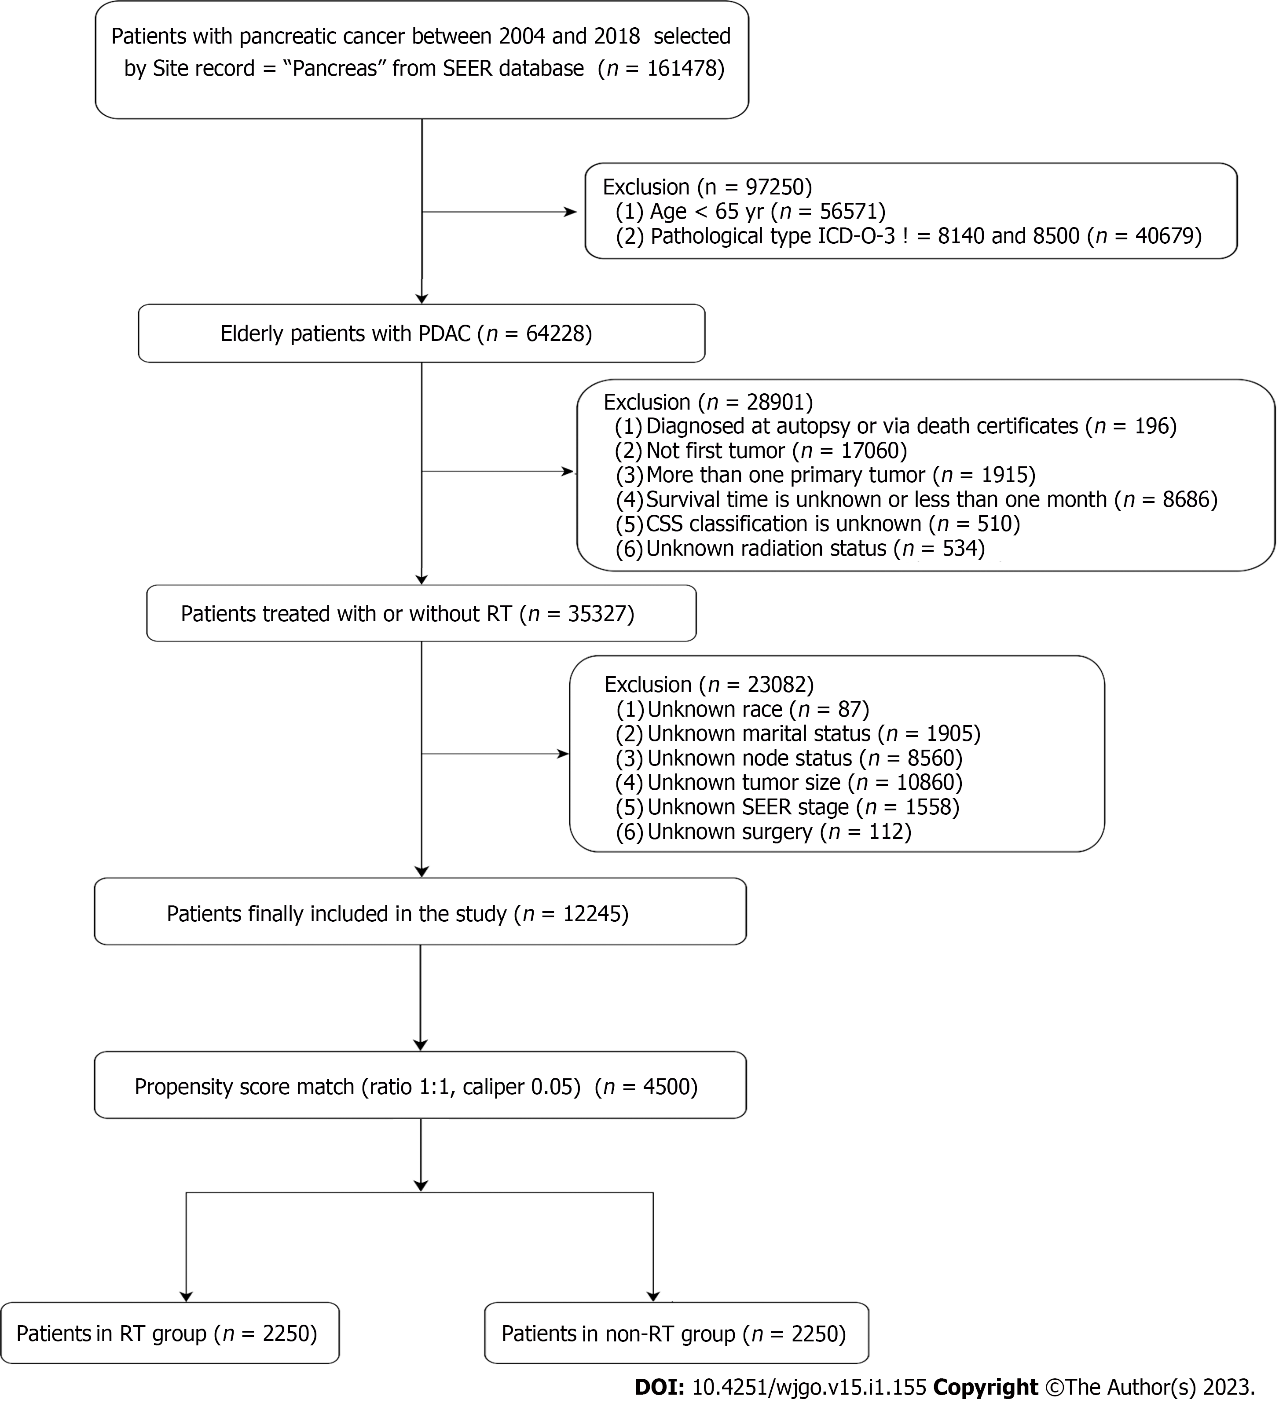 Patients with pancreatic cancer between 2004 and 2018 selected
by Site record = “Pancreas” from SEER database (n = 161478)
Exclusion (n = 97250)
(1) Age < 65 yr (n = 56571)
(2) Pathological type ICD-O-3 ! = 8140 and 8500 (n = 40679)
Elderly patients with PDAC (n = 64228)
Exclusion (n = 28901)
(1) Diagnosed at autopsy or via death certificates (n = 196)
(2) Not first tumor (n = 17060)
(3) More than one primary tumor (n = 1915)
(4) Survival time is unknown or less than one month (n = 8686)
(5) CSS classification is unknown (n = 510)
(6) Unknown radiation status (n = 534)
Patients treated with or without RT (n = 35327)
Exclusion (n = 23082)
(1) Unknown race (n = 87)
(2) Unknown marital status (n = 1905)
(3) Unknown node status (n = 8560)
(4) Unknown tumor size (n = 10860)
(5) Unknown SEER stage (n = 1558)
(6) Unknown surgery (n = 112)
Patients finally included in the study (n = 12245)
Propensity score match (ratio 1:1, caliper 0.05) (n = 4500)
Patients in RT group (n = 2250)
Patients in non-RT group (n = 2250)
DOI: 10.4251/wjgo.v15.i1.155 Copyright ©The Author(s) 2023.